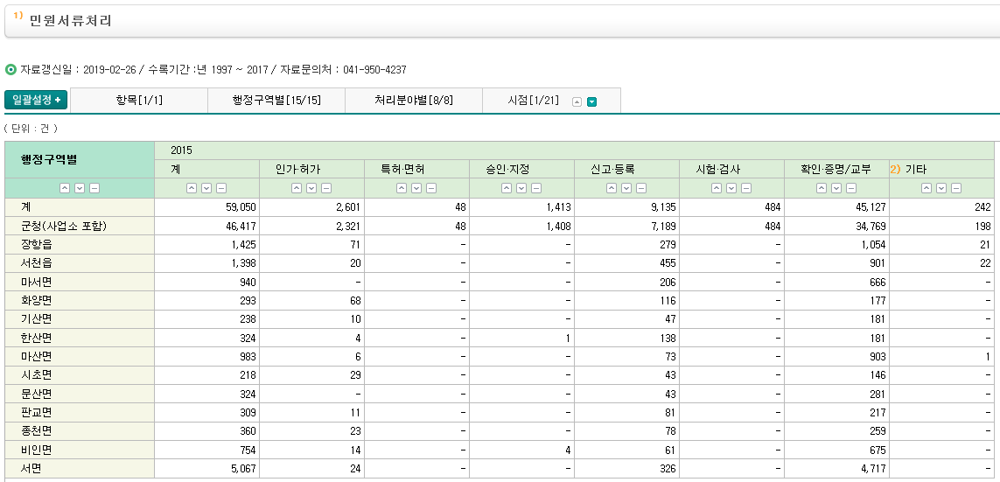 1) 민원서류처리
자료갱신일 : 2019-02-26 / 수록기간 :년 1997 ~ 2017 / 자료문의처 : 041-950-4237
일괄설정 + 항목[1/1] 행정구역별[15/15] 처리분야별[8/8] 시점[1/21]
( 단위 : 건 )
행정구역별 2015
계 인가·허가 특허·면허 승인·지정 신고·등록 시험·검사 확인·증명/교부 2) 기타
계 59,050 2,601 48 1,413 9,135 484 45,127 242
군청(사업소 포함) 46,417 2,321 48 1,408 7,189 484 34,769 198
장항읍 1,425 71 - - 279 - 1,054 21
서천읍 1,398 20 - - 455 - 901 22
마서면 940 - - - 206 - 666 -
화양면 293 68 - - 116 - 177 -
기산면 238 10 - - 47 - 181 -
한산면 324 4 - 1 138 - 181 -
마산면 983 6 - - 73 - 903 1
시초면 218 29 - - 43 - 146 -
문산면 324 - - - 43 - 281 -
판교면 309 11 - - 81 - 217 -
종천면 360 23 - - 78 - 259 -
비인면 754 14 - 4 61 - 675 -
서면 5,067 24 - - 326 - 4,717 -